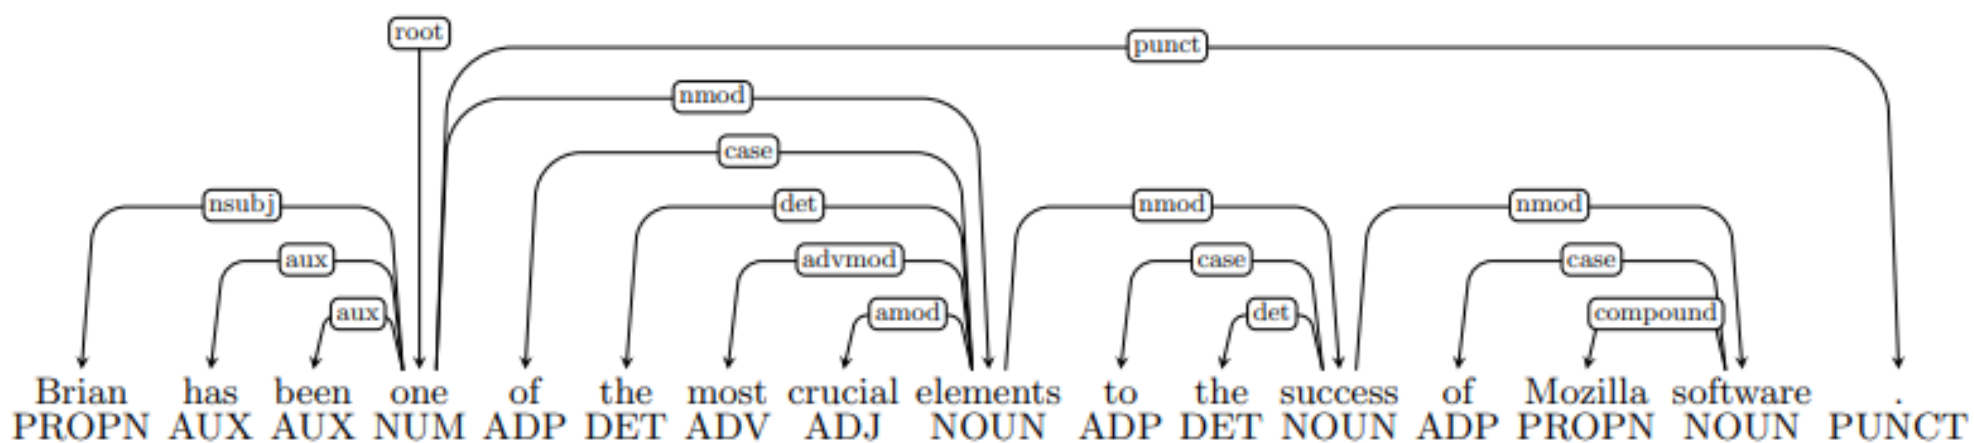 root
punct
nmod
case
nsubj det nmod nmod
aux advmod case case
aux amod det compound
Brian has been one of the most crucial elements to the success of Mozilla software .
PROPN AUX AUX NUM ADP DET ADV ADJ NOUN ADP DET NOUN ADP PROPN NOUN PUNCT